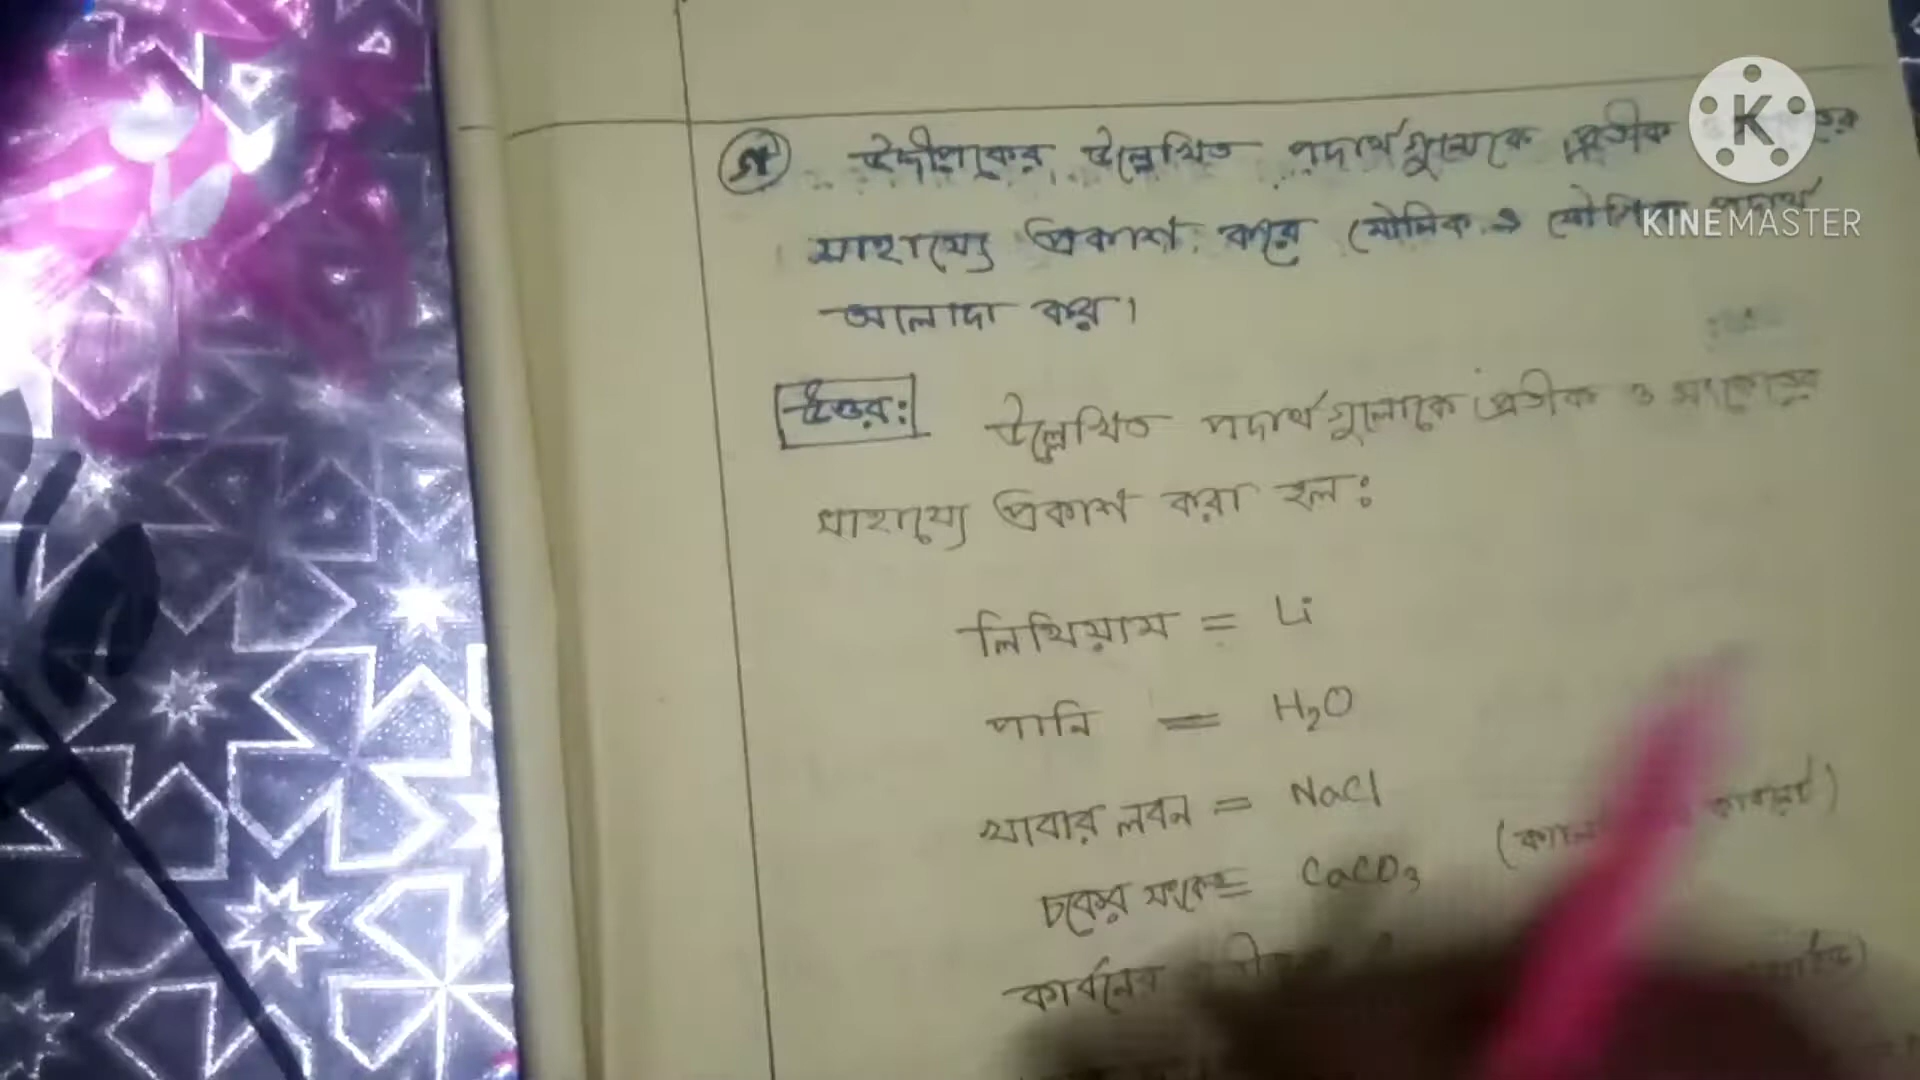 গ উদ্দীপকের উল্লেখিত পদার্থগুলোকে প্রতীক
সাহায্যে প্রকাশ করে মৌলিক ও যৌগিক পদার্থ
আলাদা কর।
উত্তর: উল্লেখিত পদার্থগুলোকে প্রতীক ও সংকেতের
সাহায্যে প্রকাশ করা হল:
লিথিয়াম = Li
পানি = H₂O
খাবার লবন = NaCl
চকের সংকেত = CaCO₃
কার্বনের
K
KINEMASTER